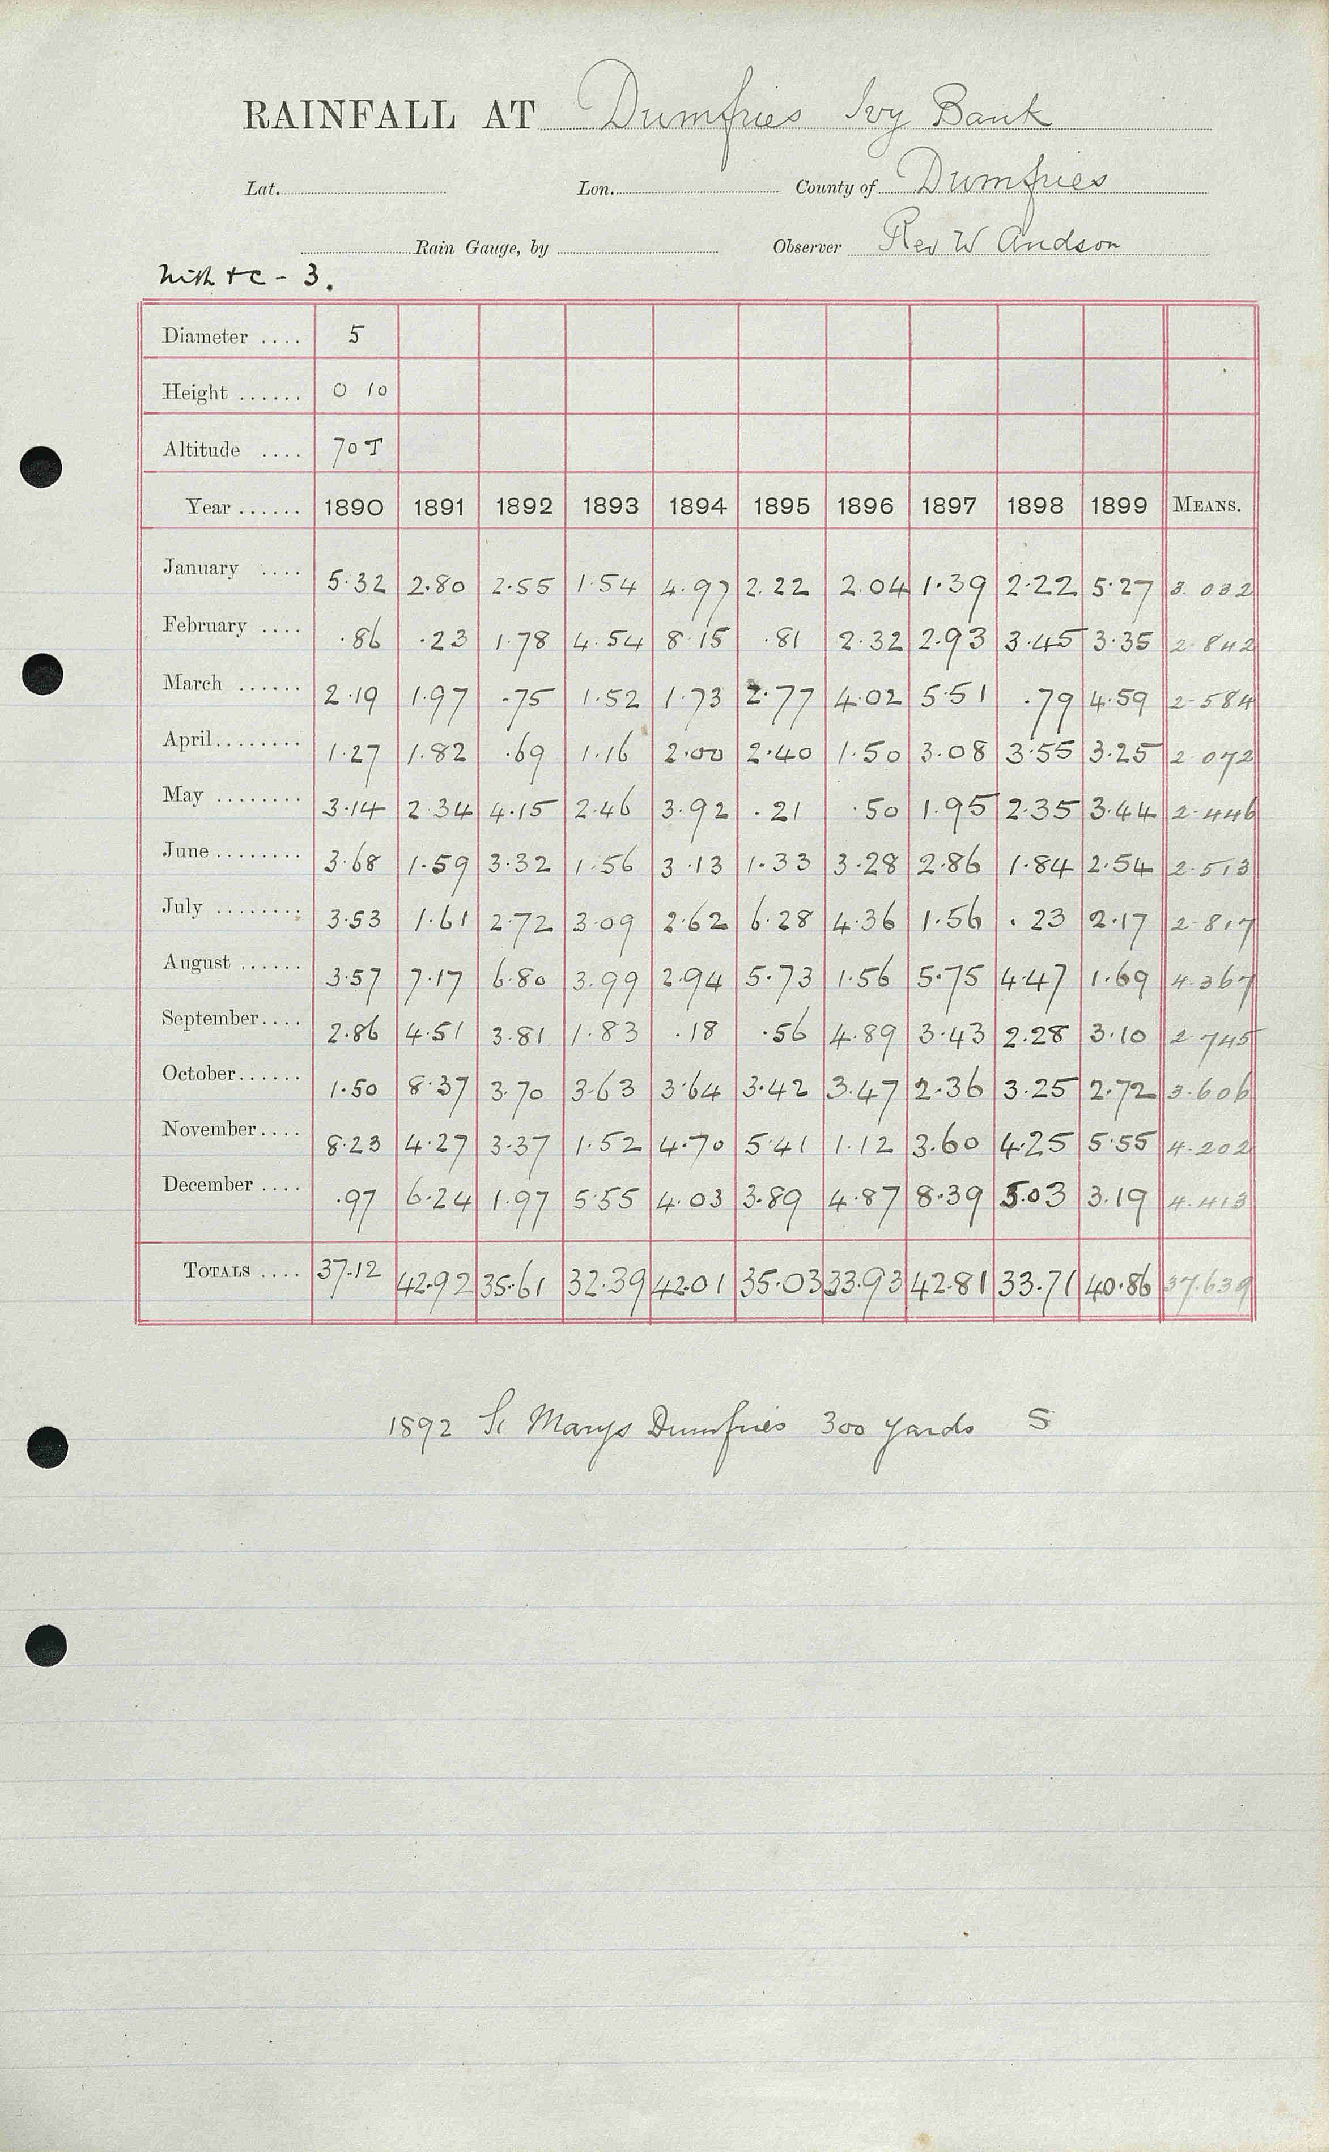 RAINFALL AT Dumfries Ivy Bank
Lat. Lon. County of Dumfries
Rain Gauge, by Observer Rev W Andson
Nith &c - 3.
Diameter .... 5
Height ...... 0 10
Altitude .... 70 T
Year ...... 1890 1891 1892 1893 1894 1895 1896 1897 1898 1899 MEANS.
January .... 5.32 2.80 2.55 1.54 4.97 2.22 2.04 1.39 2.22 5.27 3.032
February .... .86 .23 1.78 4.54 8.15 .81 2.32 2.93 3.45 3.35 2.842
March ...... 2.19 1.97 .75 1.52 1.73 2.77 4.02 5.51 .79 4.59 2.584
April........ 1.27 1.82 .69 1.16 2.00 2.40 1.50 3.08 3.55 3.25 2.072
May ........ 3.14 2.34 4.15 2.46 3.92 .21 .50 1.95 2.35 3.44 2.446
June ........ 3.68 1.59 3.32 1.56 3.13 1.33 3.28 2.86 1.84 2.54 2.513
July ........ 3.53 1.61 2.72 3.09 2.62 6.28 4.36 1.56 .23 2.17 2.817
August ...... 3.57 7.17 6.80 3.99 2.94 5.73 1.56 5.75 4.47 1.69 4.367
September.... 2.86 4.51 3.81 1.83 .18 .56 4.89 3.43 2.28 3.10 2.745
October...... 1.50 8.37 3.70 3.63 3.64 3.42 3.47 2.36 3.25 2.72 3.606
November.... 8.23 4.27 3.37 1.52 4.70 5.41 1.12 3.60 4.25 5.55 4.202
December .... .97 6.24 1.97 5.55 4.03 3.89 4.87 8.39 5.03 3.19 4.413
TOTALS .... 37.12 42.92 35.61 32.39 42.01 35.03 33.93 42.81 33.71 40.86 37.639
1892 St Marys Dumfries 300 yards S